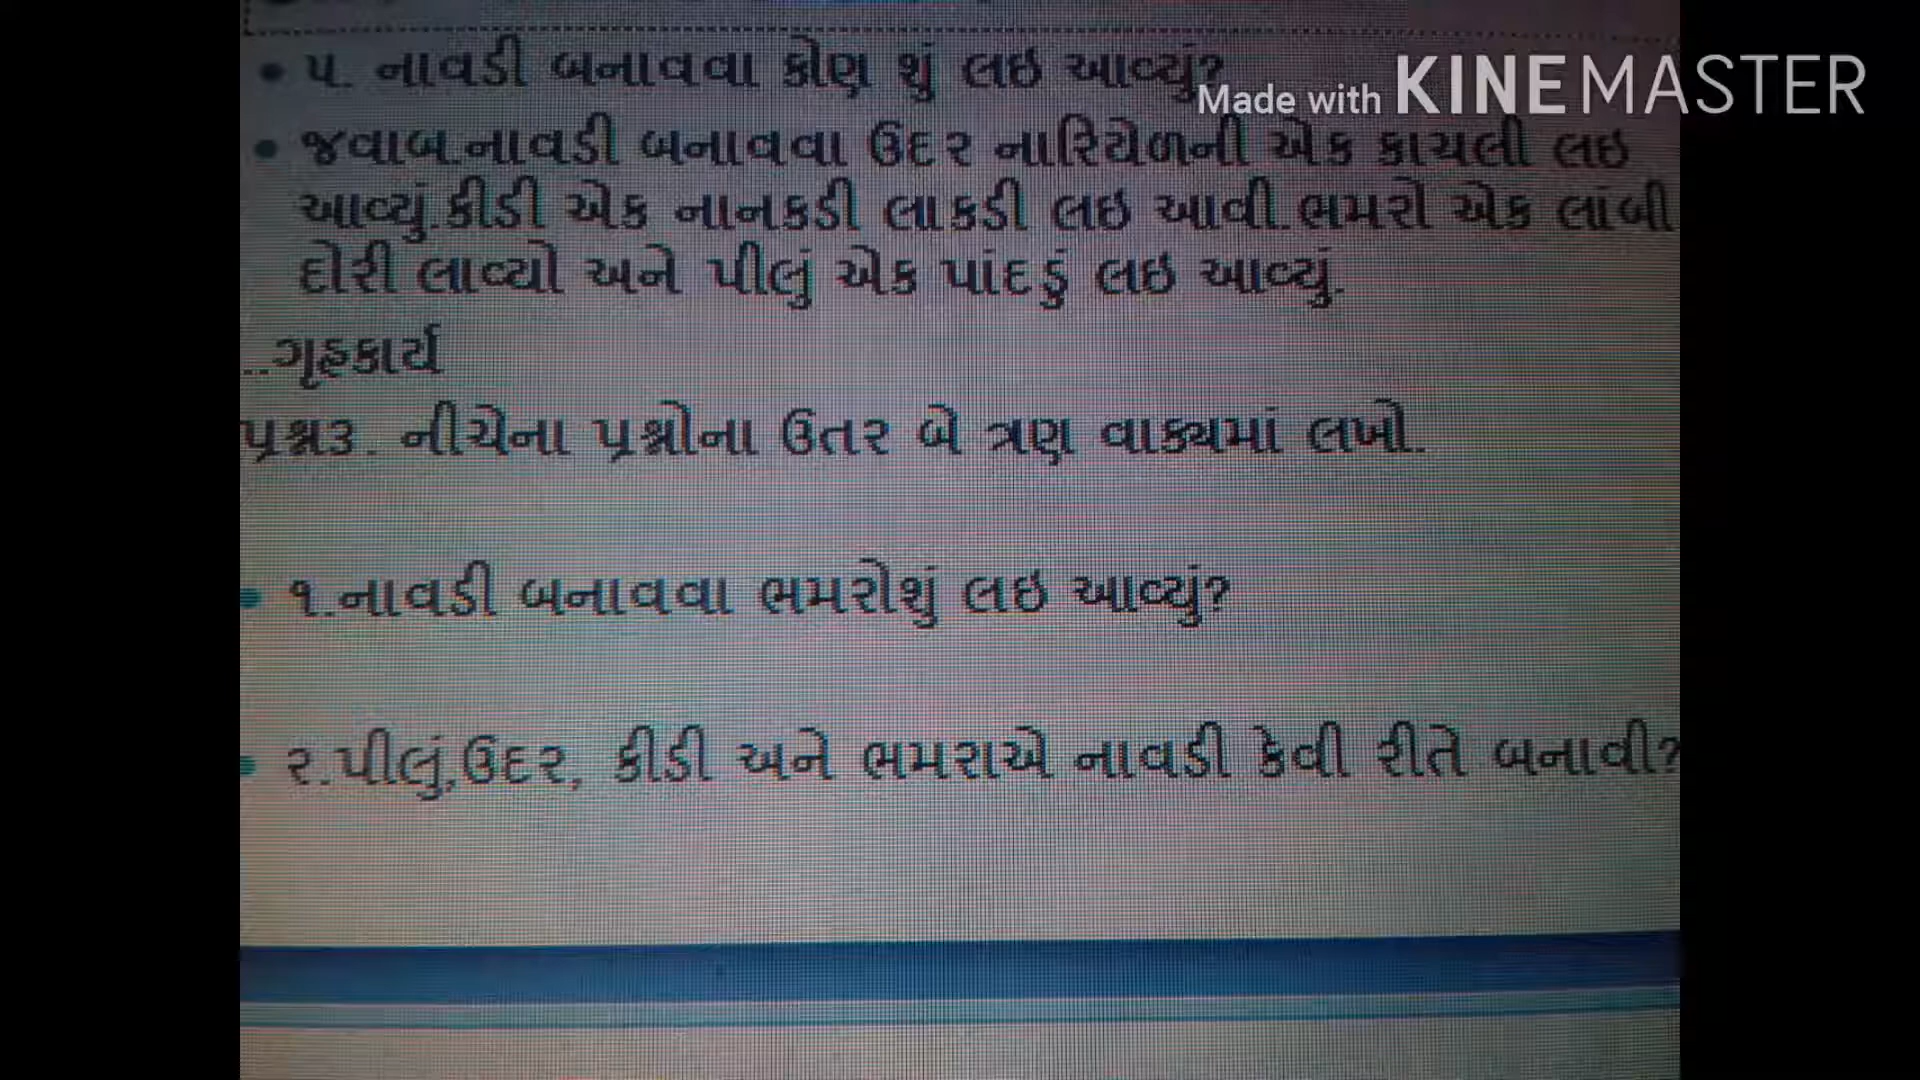 • ૫. નાવડી બનાવવા કોણ શું લઇ આવ્યું?
Made with KINEMASTER
• જવાબ.નાવડી બનાવવા ઉદર નારિયેળની એક કાચલી લઇ
આવ્યું.કીડી એક નાનકડી લાકડી લઇ આવી.ભમરો એક લાંબી
દોરી લાવ્યો અને પીલું એક પાંદડું લઇ આવ્યું.
..ગૃહકાર્ય
પ્રશ્ન૩. નીચેના પ્રશ્નોના ઉતર બે ત્રણ વાક્યમાં લખો.
• ૧.નાવડી બનાવવા ભમરોશું લઇ આવ્યું?
• ૨.પીલું,ઉદર, કીડી અને ભમરાએ નાવડી કેવી રીતે બનાવી?